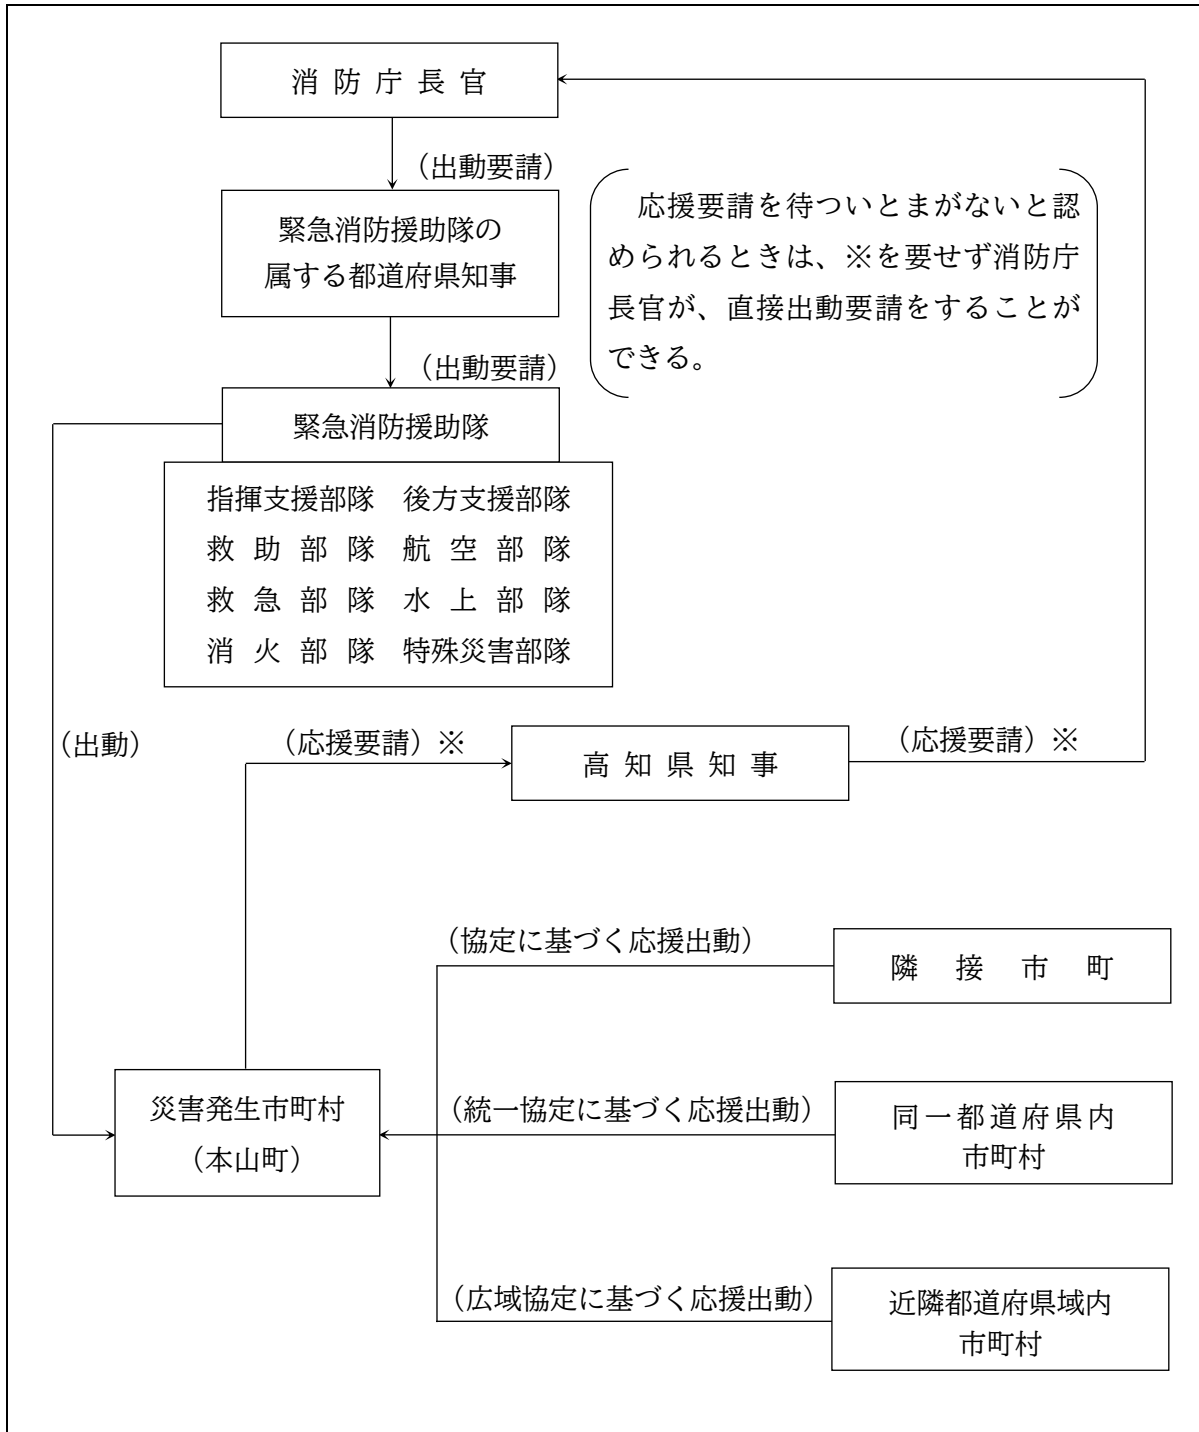 消防庁長官
（出動要請）
緊急消防援助隊の
属する都道府県知事
応援要請を待ついとまがないと認
められるときは、※を要せず消防庁
長官が、直接出動要請をすることが
できる。
（出動要請）
緊急消防援助隊
指揮支援部隊　後方支援部隊
救助部隊　航空部隊
救急部隊　水上部隊
消火部隊　特殊災害部隊
（出動）
（応援要請）※
高知県知事
（応援要請）※
（協定に基づく応援出動）
隣接市町
災害発生市町村
（本山町）
（統一協定に基づく応援出動）
同一都道府県内
市町村
（広域協定に基づく応援出動）
近隣都道府県域内
市町村